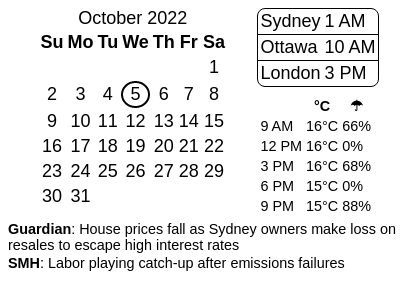 October 2022
Su Mo Tu We Th Fr Sa
1
2 3 4 5 6 7 8
9 10 11 12 13 14 15
16 17 18 19 20 21 22
23 24 25 26 27 28 29
30 31
Sydney 1 AM
Ottawa 10 AM
London 3 PM
°C ☂
9 AM 16°C 66%
12 PM 16°C 0%
3 PM 16°C 68%
6 PM 15°C 0%
9 PM 15°C 88%
Guardian: House prices fall as Sydney owners make loss on
resales to escape high interest rates
SMH: Labor playing catch-up after emissions failures